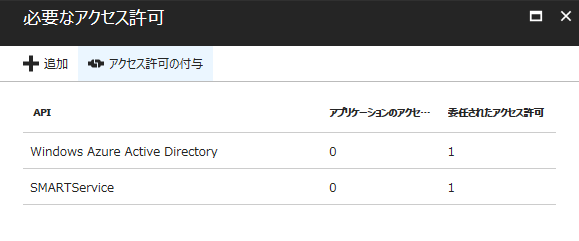 必要なアクセス許可
追加 アクセス許可の付与
API アプリケーションのアクセ… 委任されたアクセス許可
Windows Azure Active Directory 0 1
SMARTService 0 1